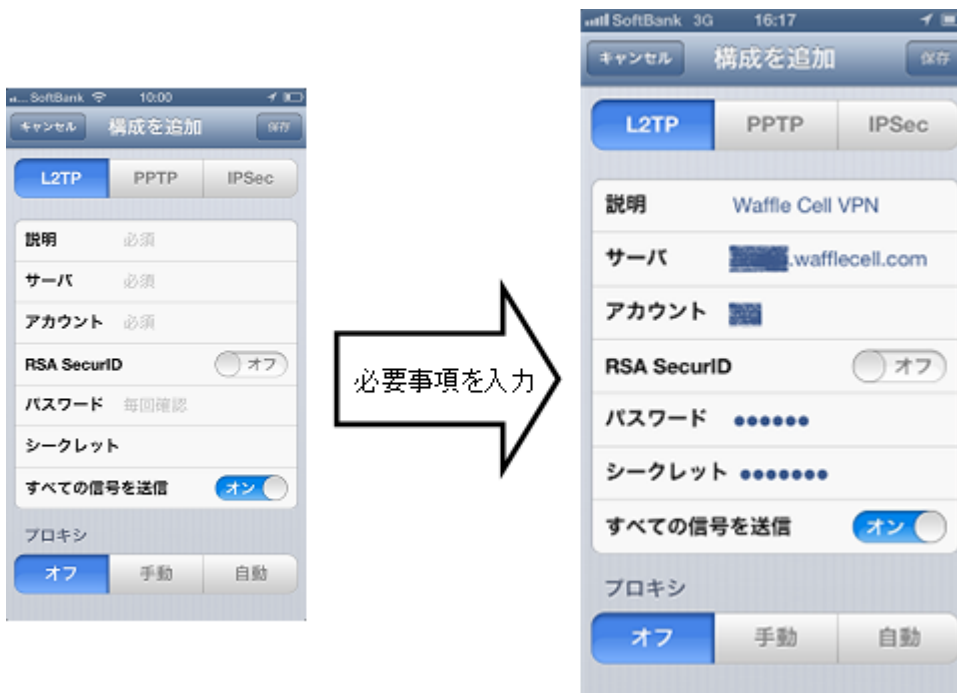 SoftBank 10:00
キャンセル 構成を追加 保存
L2TP PPTP IPSec
説明 必須
サーバ 必須
アカウント 必須
RSA SecurID オフ
パスワード 毎回確認
シークレット
すべての信号を送信 オン
プロキシ
オフ 手動 自動
必要事項を入力
SoftBank 3G 16:17
キャンセル 構成を追加 保存
L2TP PPTP IPSec
説明 Waffle Cell VPN
サーバ .wafflecell.com
アカウント
RSA SecurID オフ
パスワード ●●●●●●
シークレット ●●●●●●●
すべての信号を送信 オン
プロキシ
オフ 手動 自動